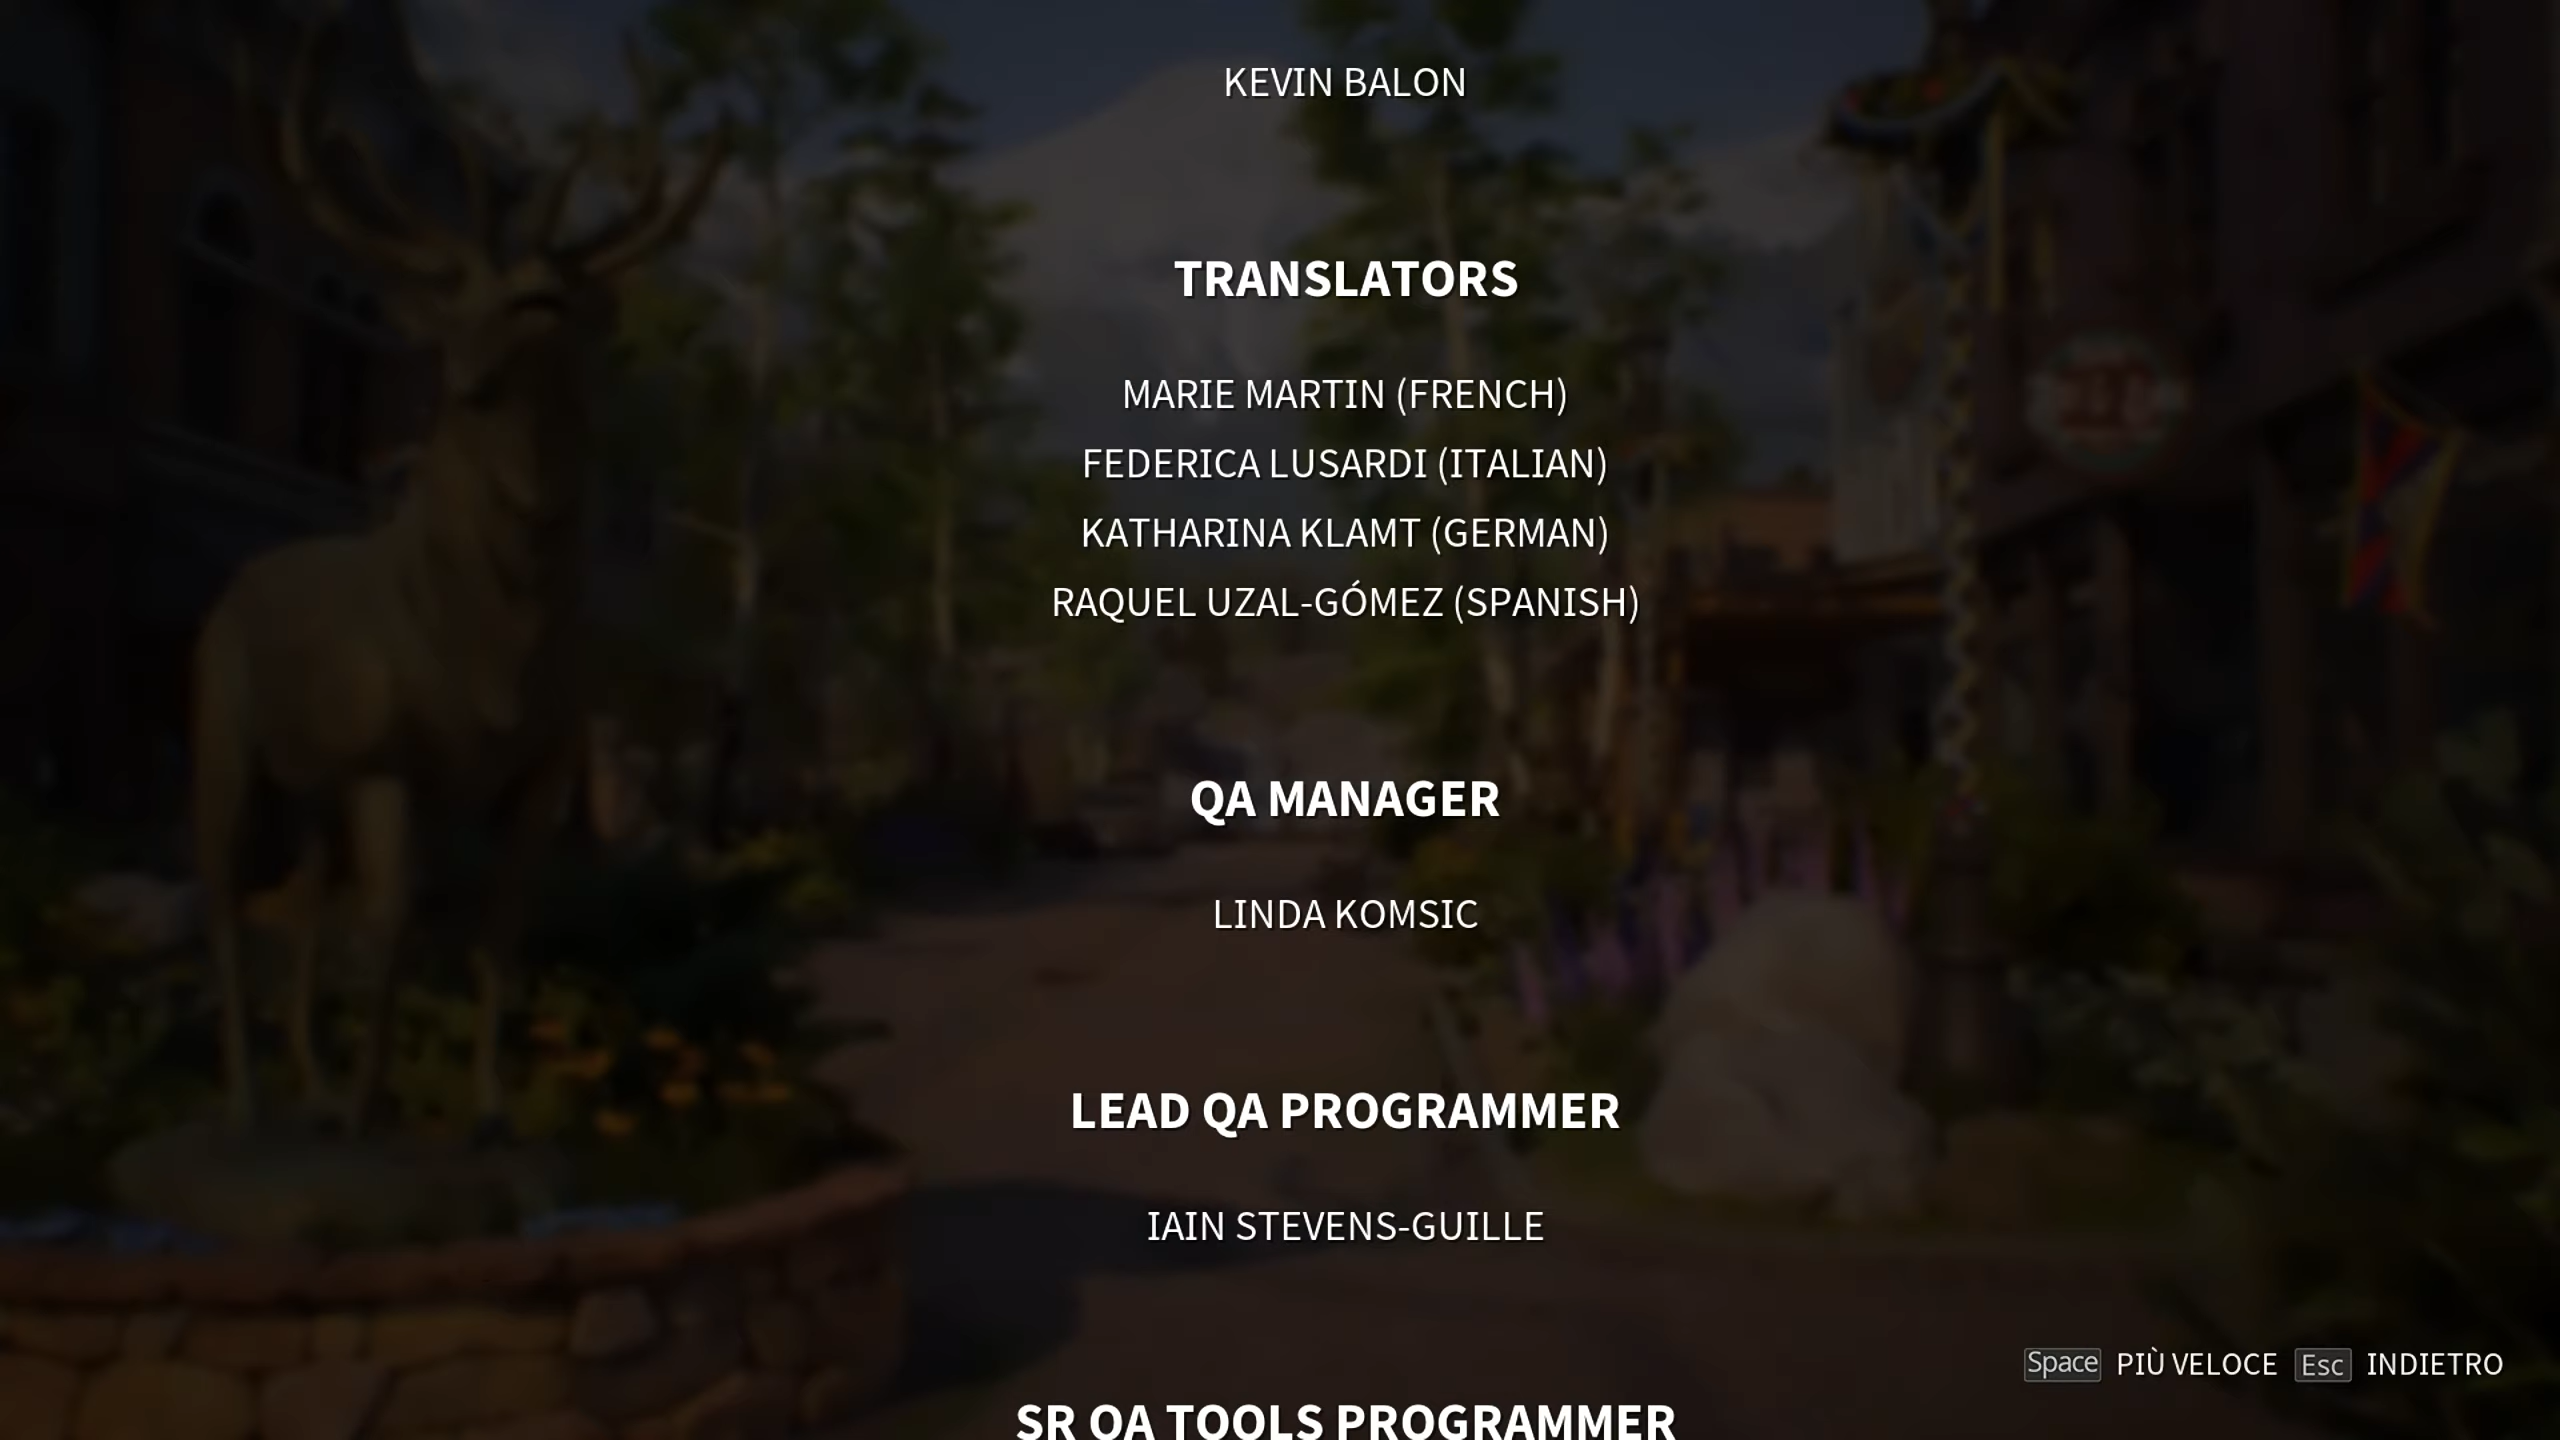 KEVIN BALON
TRANSLATORS
MARIE MARTIN (FRENCH)
FEDERICA LUSARDI (ITALIAN)
KATHARINA KLAMT (GERMAN)
RAQUEL UZAL-GÓMEZ (SPANISH)
QA MANAGER
LINDA KOMSIC
LEAD QA PROGRAMMER
IAIN STEVENS-GUILLE
Space PIÙ VELOCE Esc INDIETRO
SR QA TOOLS PROGRAMMER